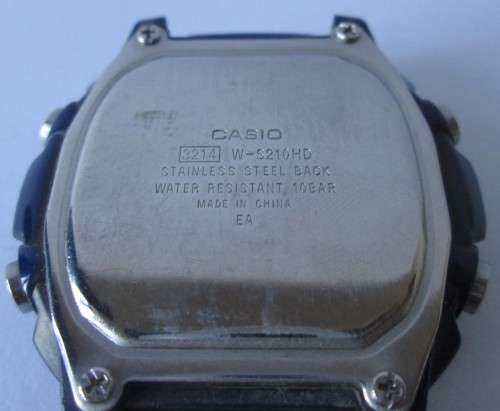 CASIO
3214 W-S210HD
STAINLESS STEEL BACK
WATER RESISTANT 10BAR
MADE IN CHINA
EA